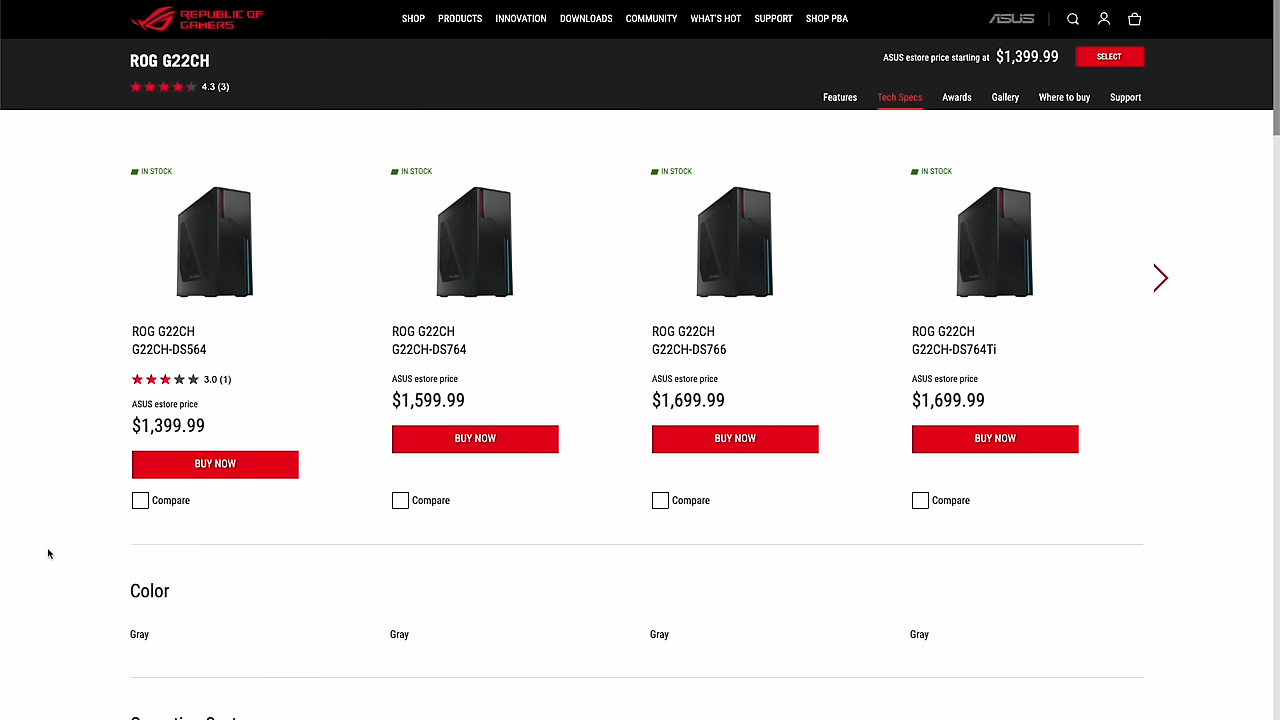 REPUBLIC OF
GAMERS
SHOP PRODUCTS INNOVATION DOWNLOAD COMMUNITY WHAT'S HOT SUPPORT SHOP PBA
ASUS
ROG G22CH
ASUS estore price starting at $1,399.99 SELECT
4.3 (3)
Features Tech Specs Awards Gallery Where to buy Support
IN STOCK IN STOCK IN STOCK IN STOCK
ROG G22CH ROG G22CH ROG G22CH ROG G22CH
G22CH-DS564 G22CH-DS764 G22CH-DS766 G22CH-DS764Ti
3.0 (1) ASUS estore price ASUS estore price ASUS estore price
ASUS estore price $1,599.99 $1,699.99 $1,699.99
$1,399.99 BUY NOW BUY NOW BUY NOW
BUY NOW
Compare Compare Compare Compare
Color
Gray Gray Gray Gray